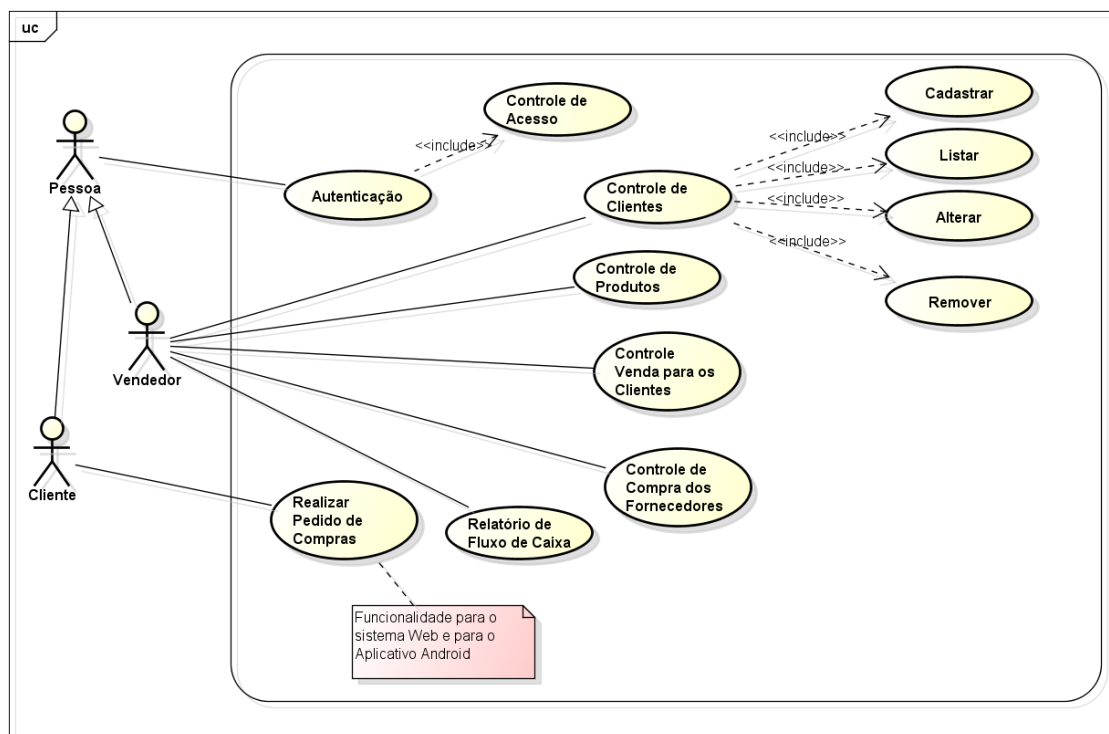 uc
Controle de
Acesso
<<include>>
Pessoa
Autenticação
Controle de
Clientes
<<include>>
Cadastrar
<<include>>
Listar
<<include>>
Alterar
<<include>>
Remover
Controle de
Produtos
Vendedor
Controle
Venda para os
Clientes
Cliente
Controle de
Compra dos
Fornecedores
Realizar
Pedido de
Compras
Relatório de
Fluxo de Caixa
Funcionalidade para o
sistema Web e para o
Aplicativo Android